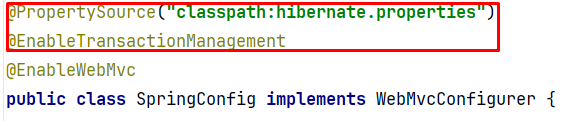 @PropertySource("classpath:hibernate.properties")
@EnableTransactionManagement
@EnableWebMvc
public class SpringConfig implements WebMvcConfigurer {